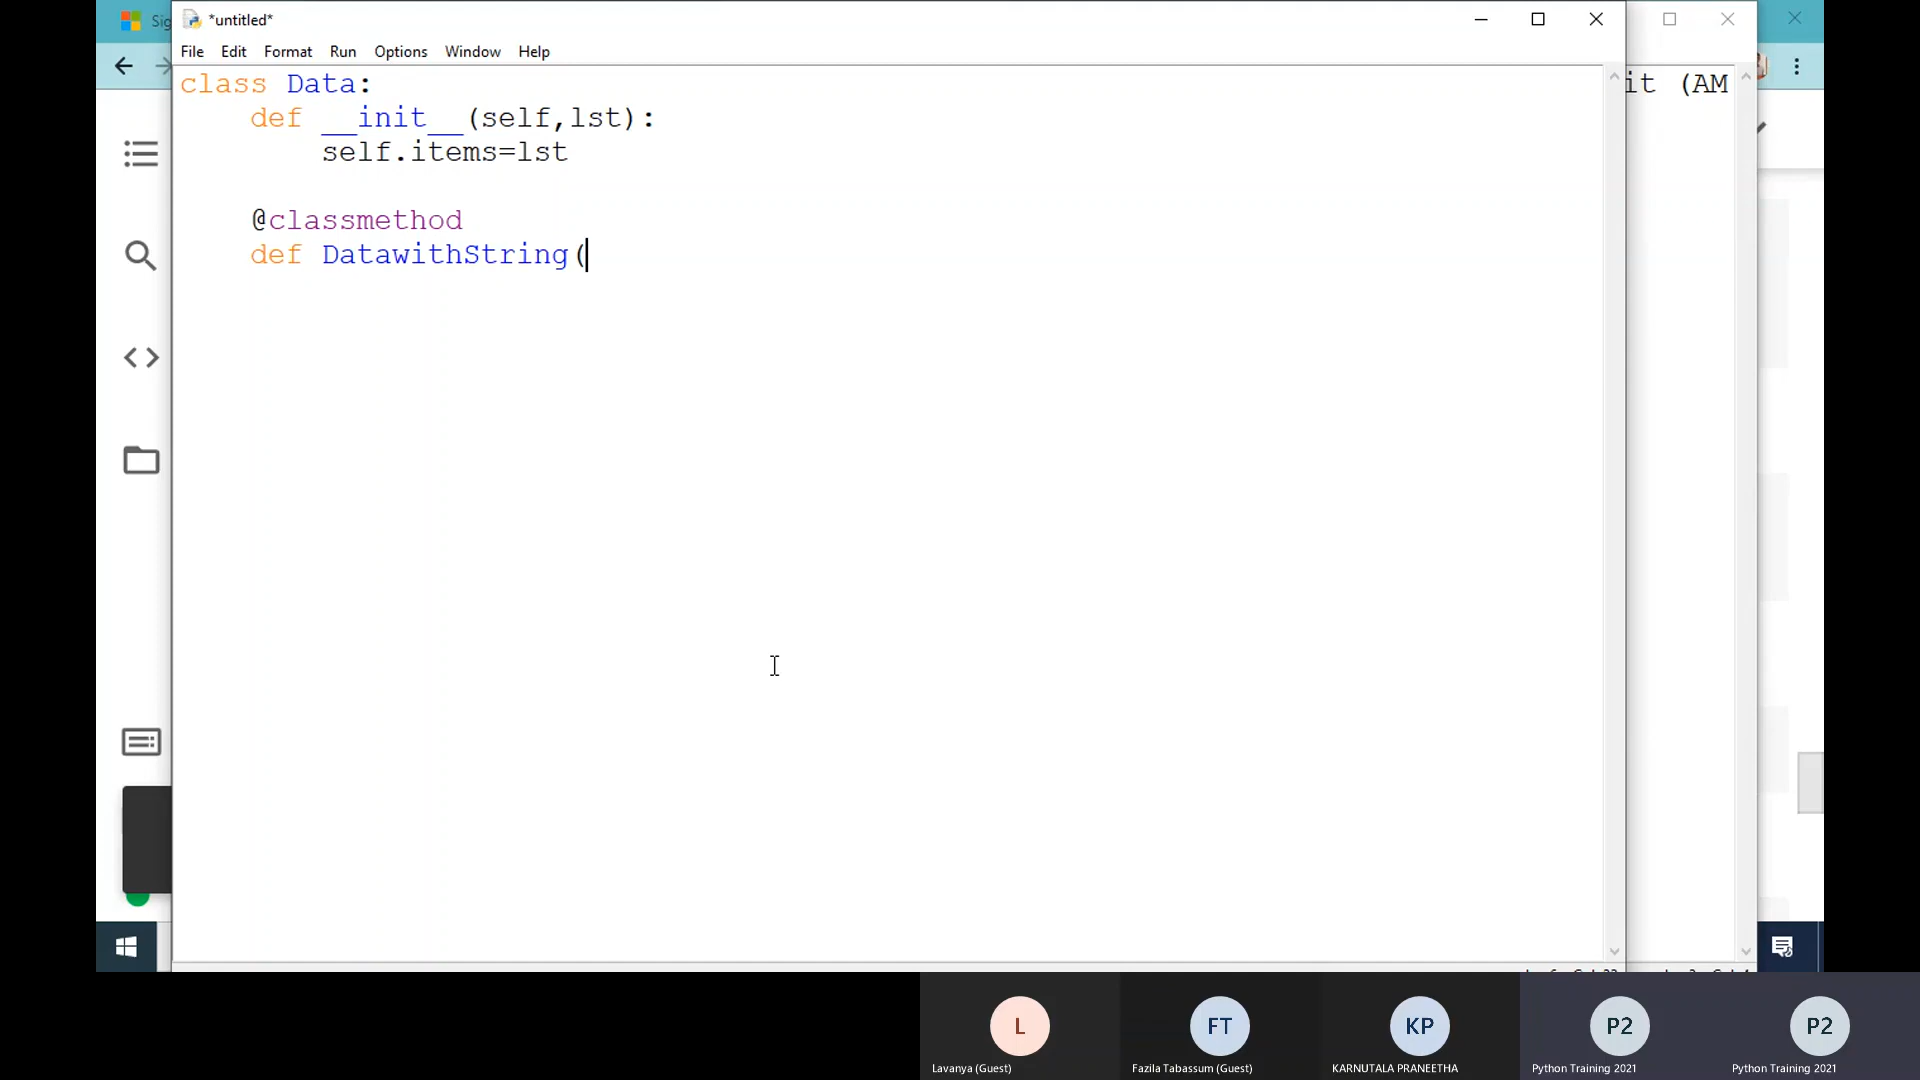 Sig
*untitled*
File Edit Format Run Options Window Help
class Data:
    def __init__(self,lst):
        self.items=lst
    @classmethod
    def DatawithString(
it (AM
L
FT
KP
P2
P2
Lavanya (Guest)
Fazila Tabassum (Guest)
KARNUTALA PRANEETHA
Python Training 2021
Python Training 2021